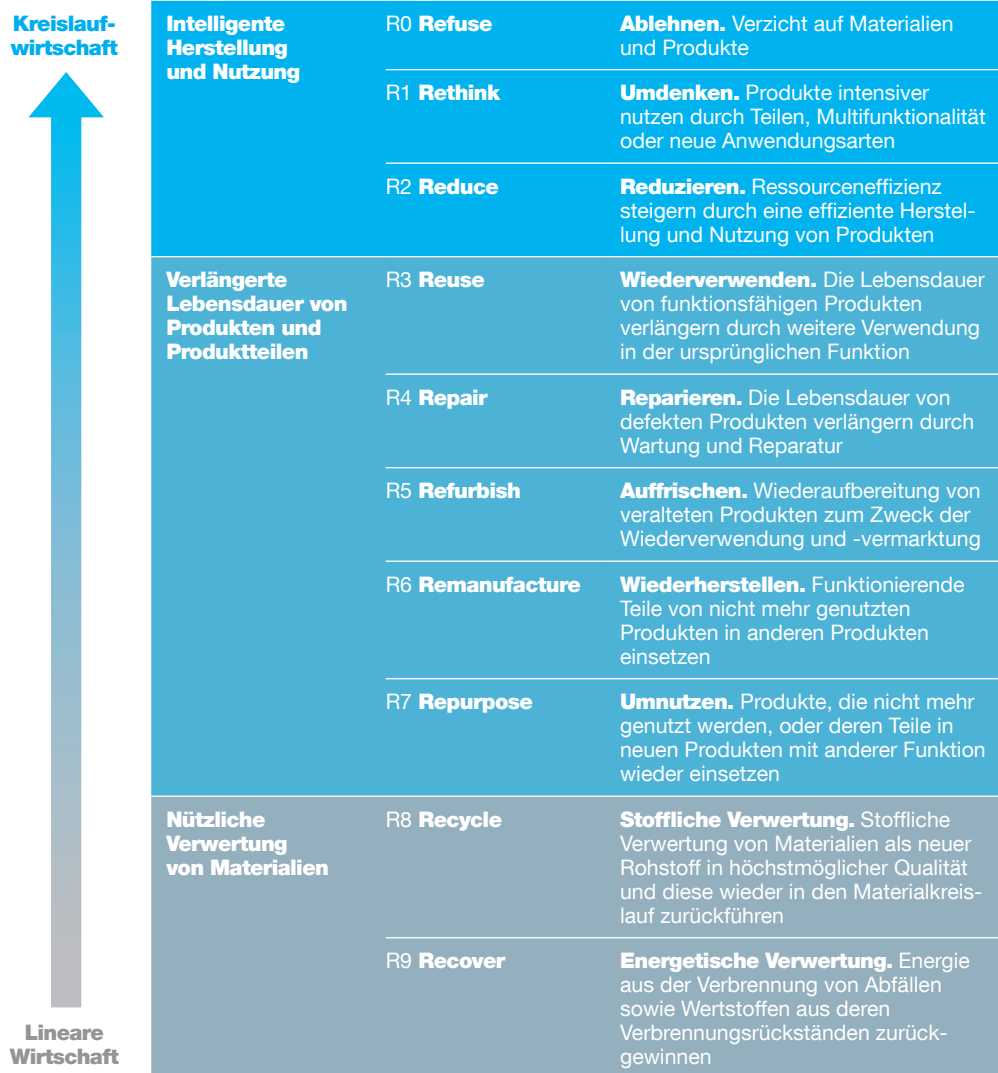 Kreislauf-
wirtschaft
Intelligente
Herstellung
und Nutzung
R0 Refuse
Ablehnen. Verzicht auf Materialien
und Produkte
R1 Rethink
Umdenken. Produkte intensiver
nutzen durch Teilen, Multifunktionalität
oder neue Anwendungsarten
R2 Reduce
Reduzieren. Ressourceneffizienz
steigern durch eine effiziente Herstel-
lung und Nutzung von Produkten
Verlängerte
Lebensdauer von
Produkten und
Produktteilen
R3 Reuse
Wiederverwenden. Die Lebensdauer
von funktionsfähigen Produkten
verlängern durch weitere Verwendung
in der ursprünglichen Funktion
R4 Repair
Reparieren. Die Lebensdauer von
defekten Produkten verlängern durch
Wartung und Reparatur
R5 Refurbish
Auffrischen. Wiederaufbereitung von
veralteten Produkten zum Zweck der
Wiederverwendung und -vermarktung
R6 Remanufacture
Wiederherstellen. Funktionierende
Teile von nicht mehr genutzten
Produkten in anderen Produkten
einsetzen
R7 Repurpose
Umnutzen. Produkte, die nicht mehr
genutzt werden, oder deren Teile in
neuen Produkten mit anderer Funktion
wieder einsetzen
Nützliche
Verwertung
von Materialien
R8 Recycle
Stoffliche Verwertung. Stoffliche
Verwertung von Materialien als neuer
Rohstoff in höchstmöglicher Qualität
und diese wieder in den Materialkreis-
lauf zurückführen
R9 Recover
Energetische Verwertung. Energie
aus der Verbrennung von Abfällen
sowie Wertstoffen aus deren
Verbrennungsrückständen zurück-
gewinnen
Lineare
Wirtschaft